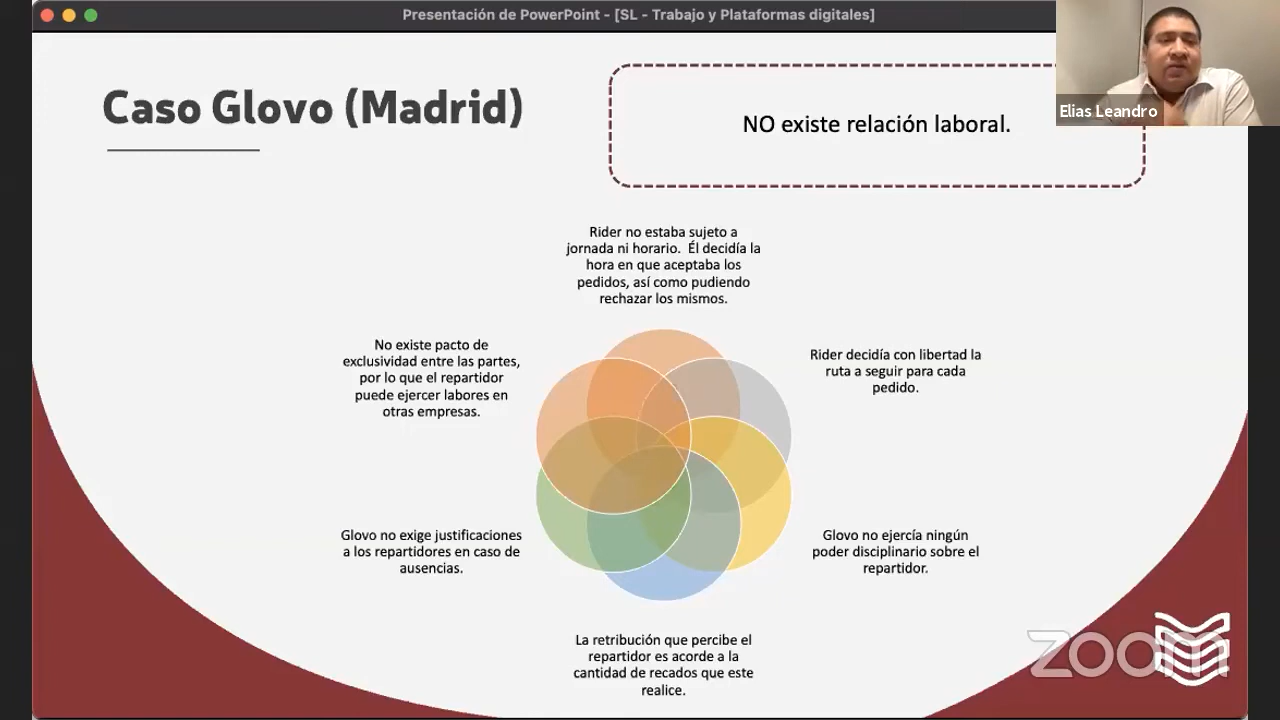 Presentación de PowerPoint - [SL - Trabajo y Plataformas digitales]
Elias Leandro
Caso Glovo (Madrid)
NO existe relación laboral.
Rider no estaba sujeto a
jornada ni horario.  Él decidía la
hora en que aceptaba los
pedidos, así como pudiendo
rechazar los mismos.
Rider decidía con libertad la
ruta a seguir para cada
pedido.
Glovo no ejercía ningún
poder disciplinario sobre el
repartidor.
La retribución que percibe el
repartidor es acorde a la
cantidad de recados que este
realice.
Glovo no exige justificaciones
a los repartidores en caso de
ausencias.
No existe pacto de
exclusividad entre las partes,
por lo que el repartidor
puede ejercer labores en
otras empresas.
zoom